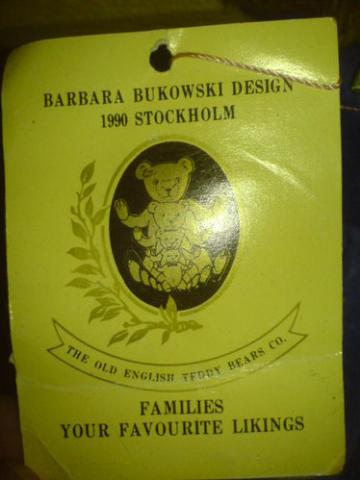 BARBARA BUKOWSKI DESIGN
1990 STOCKHOLM
THE OLD ENGLISH TEDDY BEARS CO.
FAMILIES
YOUR FAVOURITE LIKINGS